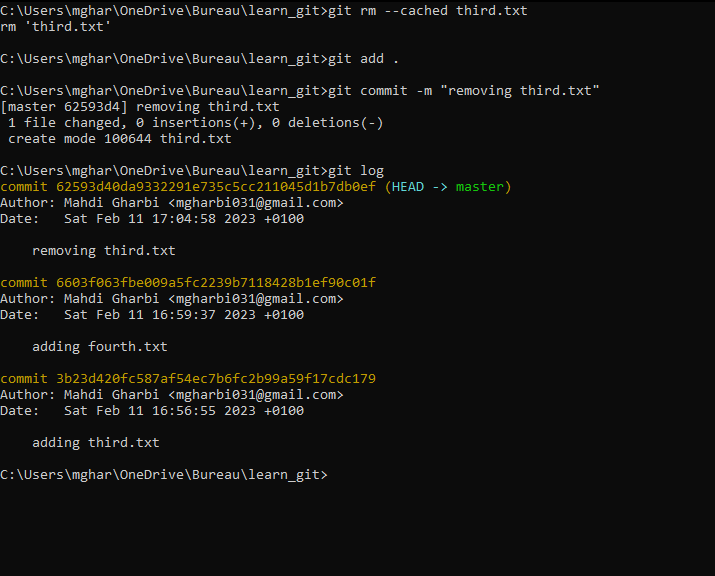 C:\Users\mghar\OneDrive\Bureau\learn_git>git rm --cached third.txt
rm 'third.txt'
C:\Users\mghar\OneDrive\Bureau\learn_git>git add .
C:\Users\mghar\OneDrive\Bureau\learn_git>git commit -m "removing third.txt"
[master 62593d4] removing third.txt
 1 file changed, 0 insertions(+), 0 deletions(-)
 create mode 100644 third.txt
C:\Users\mghar\OneDrive\Bureau\learn_git>git log
commit 62593d40da9332291e735c5cc211045d1b7db0ef (HEAD -> master)
Author: Mahdi Gharbi <mgharbi031@gmail.com>
Date:   Sat Feb 11 17:04:58 2023 +0100
    removing third.txt
commit 6603f063fbe009a5fc2239b7118428b1ef90c01f
Author: Mahdi Gharbi <mgharbi031@gmail.com>
Date:   Sat Feb 11 16:59:37 2023 +0100
    adding fourth.txt
commit 3b23d420fc587af54ec7b6fc2b99a59f17cdc179
Author: Mahdi Gharbi <mgharbi031@gmail.com>
Date:   Sat Feb 11 16:56:55 2023 +0100
    adding third.txt
C:\Users\mghar\OneDrive\Bureau\learn_git>